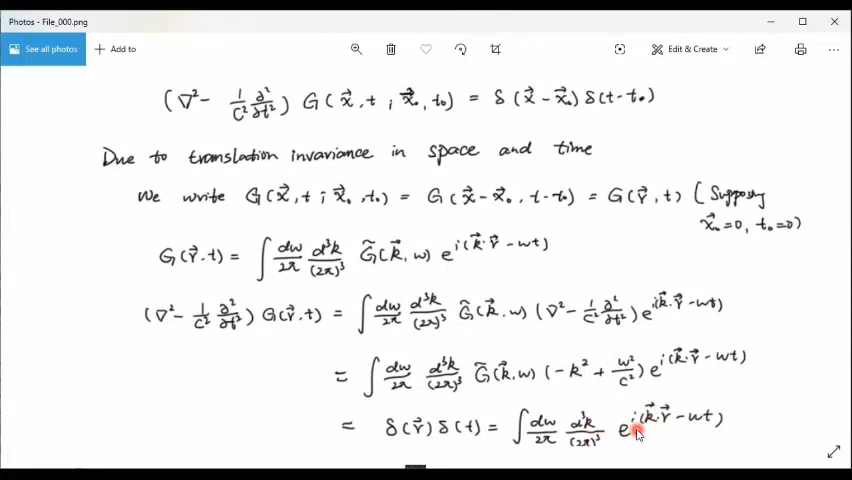 Photos - File_000.png
See all photos + Add to Edit & Create
(∇² - 1/c² ∂²/∂t²) G(x⃗, t; x⃗₀, t₀) = δ(x⃗ - x⃗₀) δ(t - t₀)
Due to translation invariance in space and time
We write G(x⃗, t; x⃗₀, t₀) = G(x⃗ - x⃗₀, t - t₀) = G(r⃗, t) (Supposing
x⃗₀ = 0, t₀ = 0)
G(r⃗, t) = ∫ dω/2π d³k/(2π)³ G̃(k⃗, ω) e^{i(k⃗·r⃗ - ωt)}
(∇² - 1/c² ∂²/∂t²) G(r⃗, t) = ∫ dω/2π d³k/(2π)³ G̃(k⃗, ω) (∇² - 1/c² ∂²/∂t²) e^{i(k⃗·r⃗ - ωt)}
= ∫ dω/2π d³k/(2π)³ G̃(k⃗, ω) (-k² + ω²/c²) e^{i(k⃗·r⃗ - ωt)}
= δ(r⃗) δ(t) = ∫ dω/2π d³k/(2π)³ e^{i(k⃗·r⃗ - ωt)}